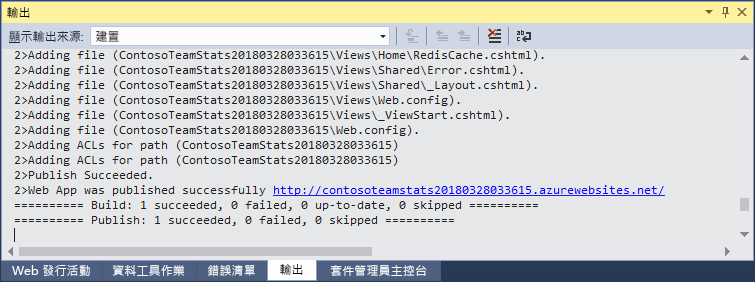 輸出
顯示輸出來源: 建置
2>Adding file (ContosoTeamStats20180328033615\Views\Home\RedisCache.cshtml).
2>Adding file (ContosoTeamStats20180328033615\Views\Shared\Error.cshtml).
2>Adding file (ContosoTeamStats20180328033615\Views\Shared\_Layout.cshtml).
2>Adding file (ContosoTeamStats20180328033615\Views\Web.config).
2>Adding file (ContosoTeamStats20180328033615\Views\_ViewStart.cshtml).
2>Adding file (ContosoTeamStats20180328033615\Web.config).
2>Adding ACLs for path (ContosoTeamStats20180328033615)
2>Adding ACLs for path (ContosoTeamStats20180328033615)
2>Publish Succeeded.
2>Web App was published successfully http://contosoteamstats20180328033615.azurewebsites.net/
========== Build: 1 succeeded, 0 failed, 0 up-to-date, 0 skipped ==========
========== Publish: 1 succeeded, 0 failed, 0 skipped ==========
Web 發行活動 資料工具作業 錯誤清單 輸出 套件管理員主控台